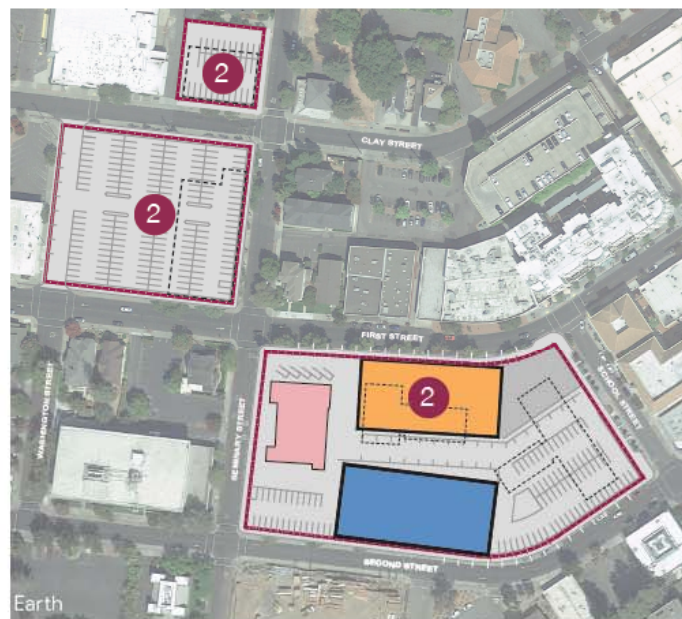 2
CLAY STREET
2
FIRST STREET
SCHOOL STREET
WASHINGTON STREET
SEMINARY STREET
2
SECOND STREET
Earth